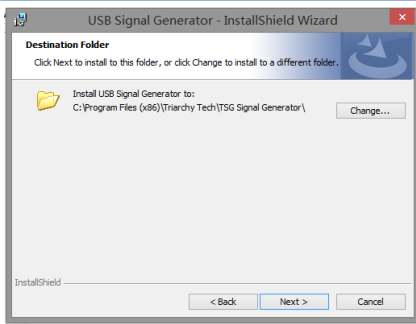 USB Signal Generator - InstallShield Wizard
Destination Folder
Click Next to install to this folder, or click Change to install to a different folder.
Install USB Signal Generator to:
C:\Program Files (x86)\Triarchy Tech\TSG Signal Generator\
Change...
InstallShield
< Back
Next >
Cancel